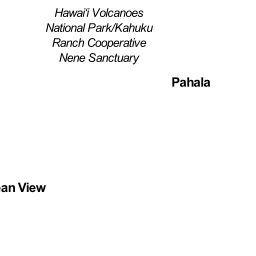 Hawai'i Volcanoes
National Park/Kahuku
Ranch Cooperative
Nene Sanctuary
Pahala
an View